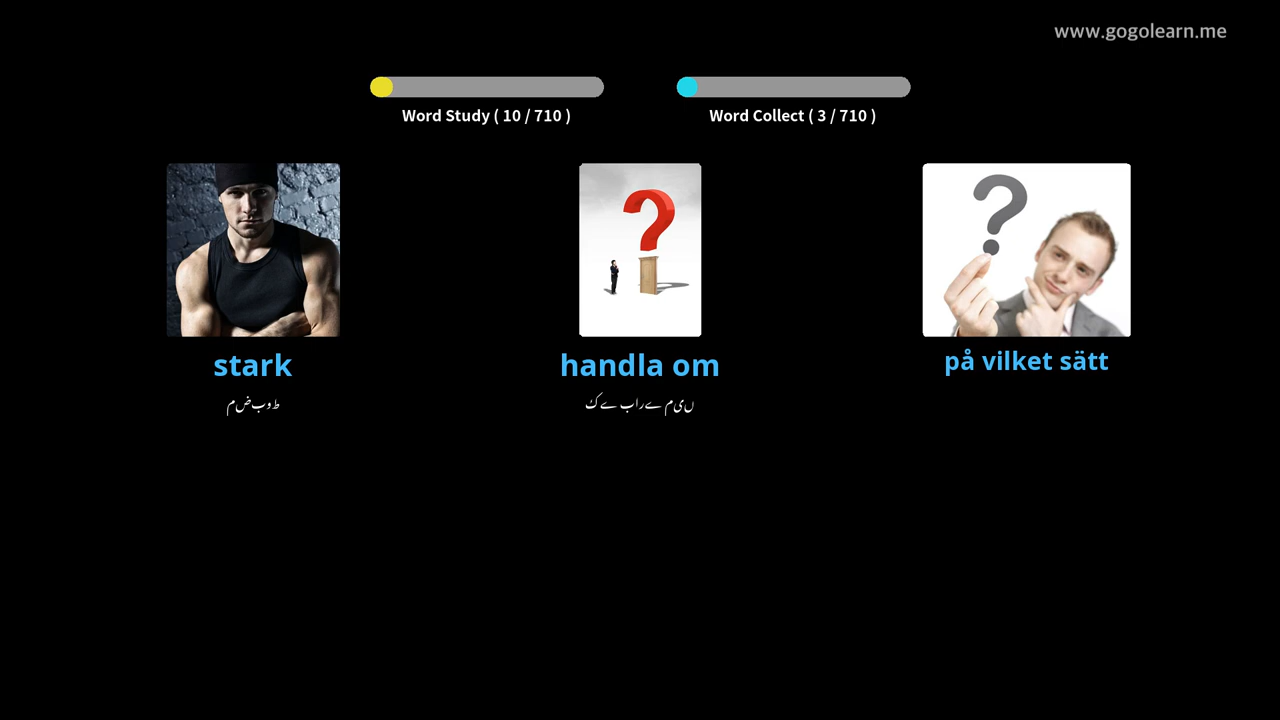 www.gogolearn.me
Word Study ( 10 / 710 )
Word Collect ( 3 / 710 )
stark
مضبوط
handla om
کے بارے میں
på vilket sätt